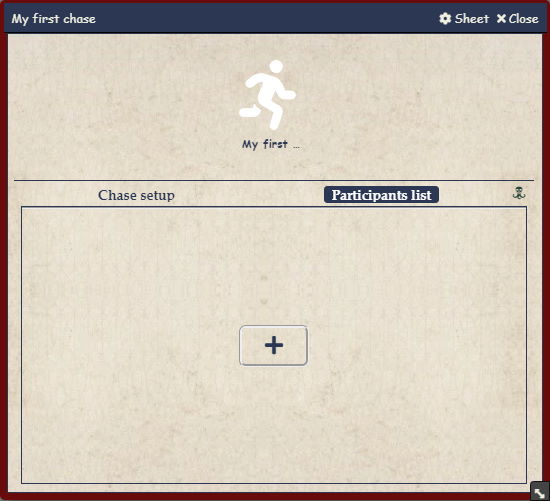 My first chase
Sheet Close
My first ...
Chase setup
Participants list